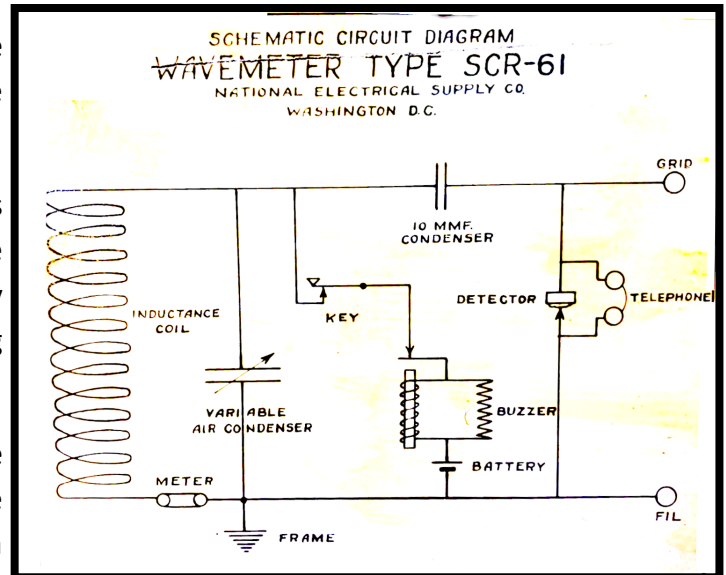 SCHEMATIC CIRCUIT DIAGRAM
WAVEMETER TYPE SCR-61
NATIONAL ELECTRICAL SUPPLY CO.
WASHINGTON D.C.
GRID
10 MMF.
CONDENSER
DETECTOR
TELEPHONE
KEY
INDUCTANCE
COIL
VARIABLE
AIR CONDENSER
BUZZER
BATTERY
METER
FIL
FRAME